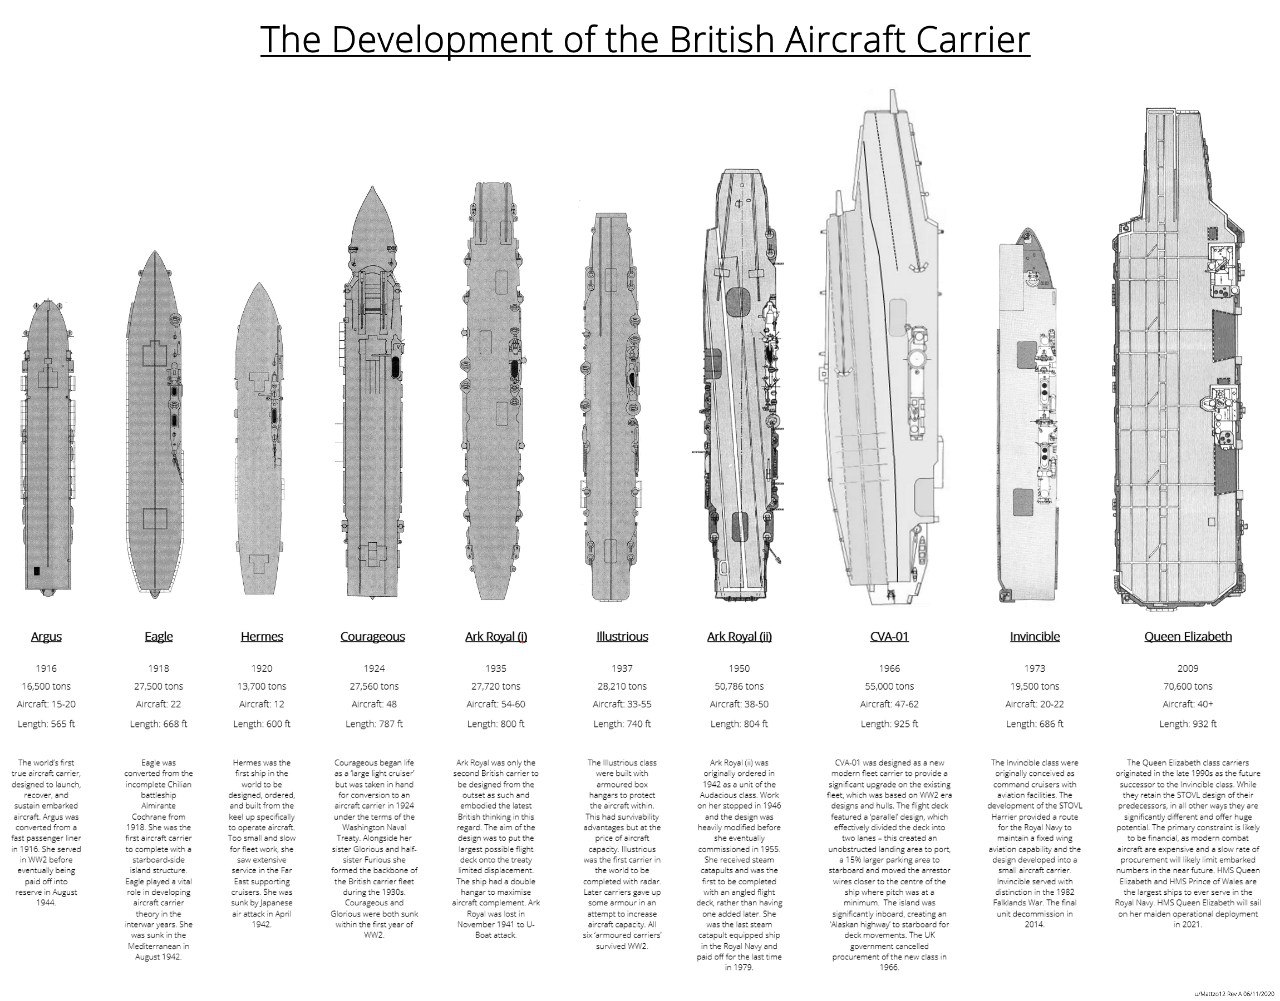 The Development of the British Aircraft Carrier
Argus
1916
16,500 tons
Aircraft: 15-20
Length: 565 ft
The world's first
true aircraft carrier,
designed to launch,
recover, and
sustain embarked
aircraft. Argus was
converted from a
fast passenger liner
in 1916. She served
in WW2 before
eventually being
paid off into
reserve in August
1944.
Eagle
1918
27,500 tons
Aircraft: 22
Length: 668 ft
Eagle was
converted from the
incomplete Chilian
battleship
Almirante
Cochrane from
1918. She was the
first aircraft carrier
to complete with a
starboard-side
island structure.
Eagle played a vital
role in developing
aircraft carrier
theory in the
interwar years. She
was sunk in the
Mediterranean in
August 1942.
Hermes
1920
13,700 tons
Aircraft: 12
Length: 600 ft
Hermes was the
first ship in the
world to be
designed, ordered,
and built from the
keel up specifically
to operate aircraft.
Too small and slow
for fleet work, she
saw extensive
service in the Far
East supporting
cruisers. She was
sunk by Japanese
air attack in April
1942.
Courageous
1924
27,560 tons
Aircraft: 48
Length: 787 ft
Courageous began life
as a 'large light cruiser'
but was taken in hand
for conversion to an
aircraft carrier in 1924
under the terms of the
Washington Naval
Treaty. Alongside her
sister Glorious and half-
sister Furious she
formed the backbone of
the British carrier fleet
during the 1930s.
Courageous and
Glorious were both sunk
within the first year of
WW2.
Ark Royal (i)
1935
27,720 tons
Aircraft: 54-60
Length: 800 ft
Ark Royal was only the
second British carrier to
be designed from the
outset as such and
embodied the latest
British thinking in this
regard. The aim of the
design was to put the
largest possible flight
deck onto the treaty
limited displacement.
The ship had a double
hangar to maximise
aircraft complement. Ark
Royal was lost in
November 1941 to U-
Boat attack.
Illustrious
1937
28,210 tons
Aircraft: 33-55
Length: 740 ft
The Illustrious class
were built with
armoured box
hangars to protect
the aircraft within.
This had survivability
advantages but at the
price of aircraft
capacity. Illustrious
was the first carrier in
the world to be
completed with radar.
Later carriers gave up
some armour in an
attempt to increase
aircraft capacity. All
six 'armoured carriers'
survived WW2.
Ark Royal (ii)
1950
50,786 tons
Aircraft: 38-50
Length: 804 ft
Ark Royal (ii) was
originally ordered in
1942 as a unit of the
Audacious class. Work
on her stopped in 1946
and the design was
heavily modified before
she eventually
commissioned in 1955.
She received steam
catapults and was the
first to be completed
with an angled flight
deck, rather than having
one added later. She
was the last steam
catapult equipped ship
in the Royal Navy and
paid off for the last time
in 1979.
CVA-01
1966
55,000 tons
Aircraft: 47-62
Length: 925 ft
CVA-01 was designed as a new
modern fleet carrier to provide a
significant upgrade on the existing
fleet, which was based on WW2 era
designs and hulls. The flight deck
featured a 'parallel' design, which
effectively divided the deck into
two lanes – this created an
unobstructed landing area to port,
a 15% larger parking area to
starboard and moved the arrestor
wires closer to the centre of the
ship where pitch was at a
minimum. The island was
significantly inboard, creating an
'Alaskan highway' to starboard for
deck movements. The UK
government cancelled
procurement of the new class in
1966.
Invincible
1973
19,500 tons
Aircraft: 20-22
Length: 686 ft
The Invincible class were
originally conceived as
command cruisers with
aviation facilities. The
development of the STOVL
Harrier provided a route
for the Royal Navy to
maintain a fixed wing
aviation capability and the
design developed into a
small aircraft carrier.
Invincible served with
distinction in the 1982
Falklands War. The final
unit decommission in
2014.
Queen Elizabeth
2009
70,600 tons
Aircraft: 40+
Length: 932 ft
The Queen Elizabeth class carriers
originated in the late 1990s as the future
successor to the Invincible class. While
they retain the STOVL design of their
predecessors, in all other ways they are
significantly different and offer huge
potential. The primary constraint is likely
to be financial, as modern combat
aircraft are expensive and a slow rate of
procurement will likely limit embarked
numbers in the near future. HMS Queen
Elizabeth and HMS Prince of Wales are
the largest ships to ever serve in the
Royal Navy. HMS Queen Elizabeth will sail
on her maiden operational deployment
in 2021.
u/Mattzo12 Rev A 06/11/2020